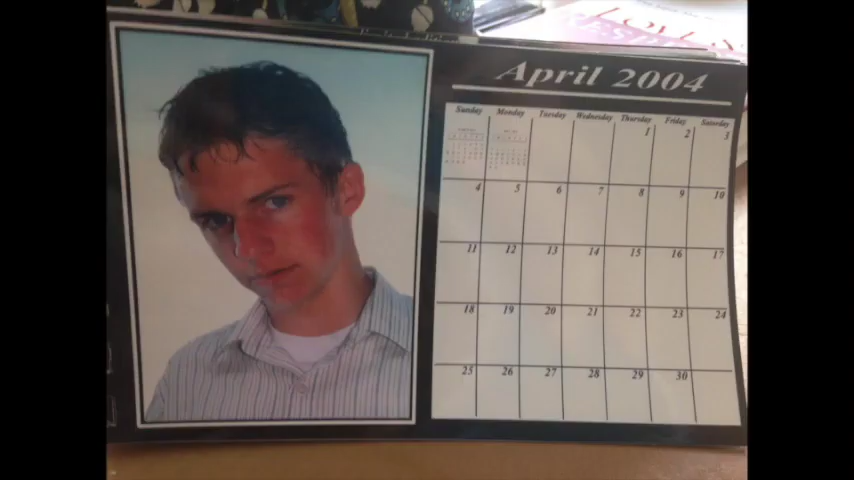 April 2004
Sunday Monday Tuesday Wednesday Thursday Friday Saturday
1 2 3
4 5 6 7 8 9 10
11 12 13 14 15 16 17
18 19 20 21 22 23 24
25 26 27 28 29 30